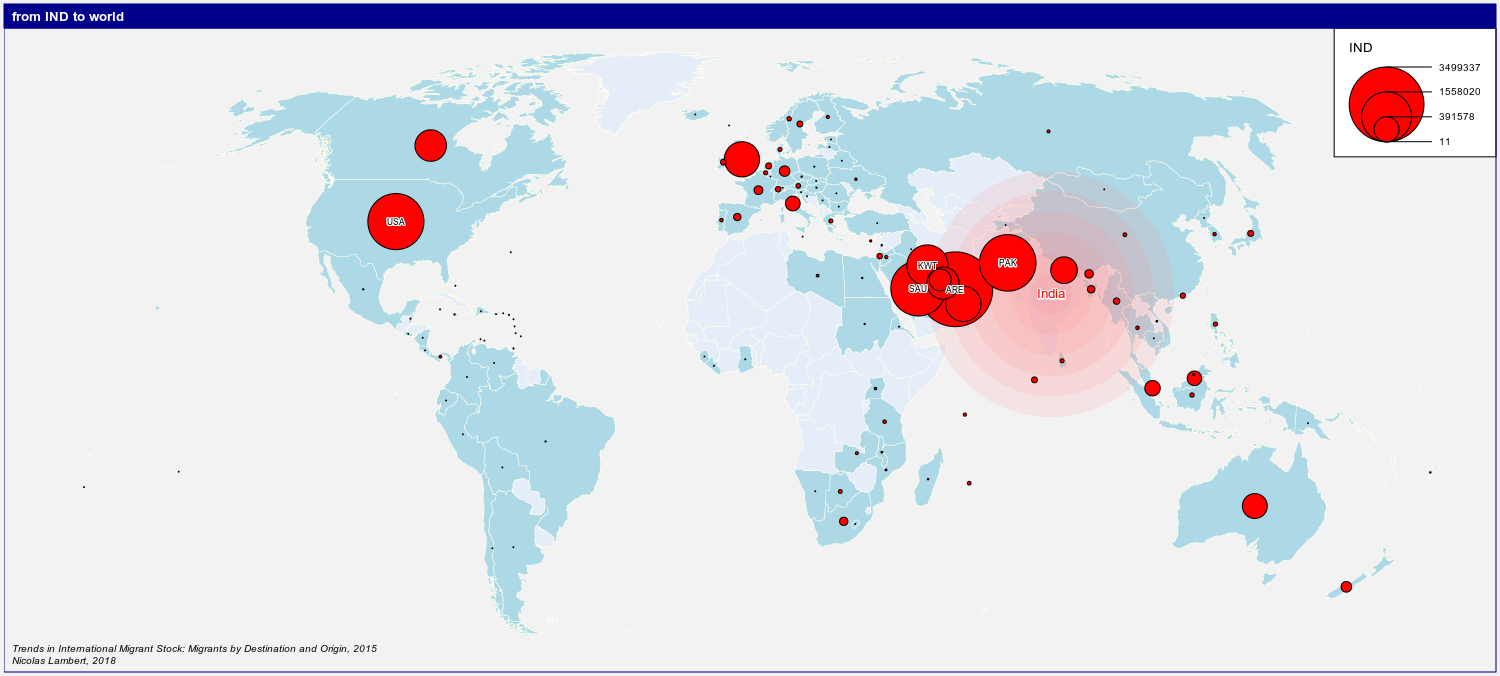 from IND to world
IND
3499337
1558020
391578
11
USA
PAK
KWT
SAU
ARE
India
Trends in International Migrant Stock: Migrants by Destination and Origin, 2015
Nicolas Lambert, 2018